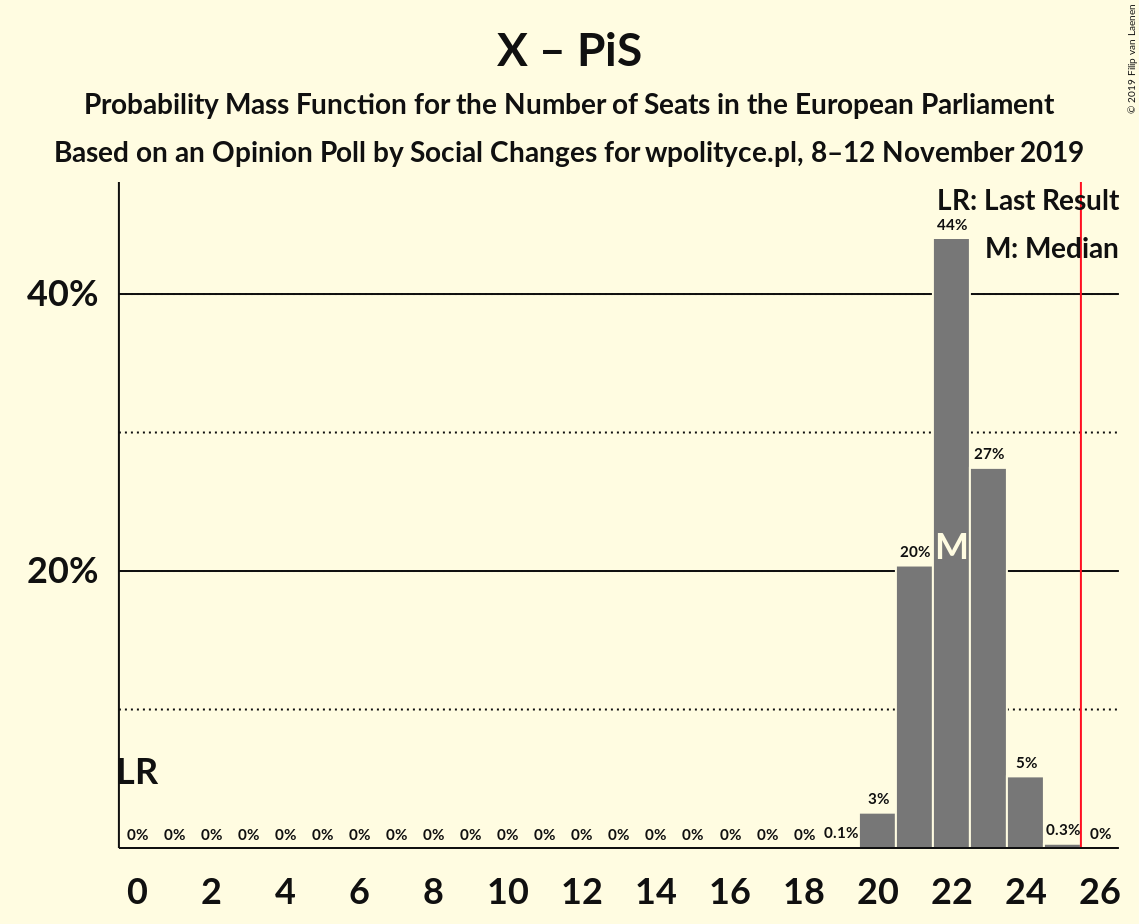 X – PiS
Probability Mass Function for the Number of Seats in the European Parliament
Based on an Opinion Poll by Social Changes for wpolityce.pl, 8–12 November 2019
© 2019 Filip van Laenen
LR: Last Result
M: Median
40%
20%
LR
M
0% 0% 0% 0% 0% 0% 0% 0% 0% 0% 0% 0% 0% 0% 0% 0% 0% 0% 0% 0.1% 3% 20% 44% 27% 5% 0.3% 0%
0 2 4 6 8 10 12 14 16 18 20 22 24 26